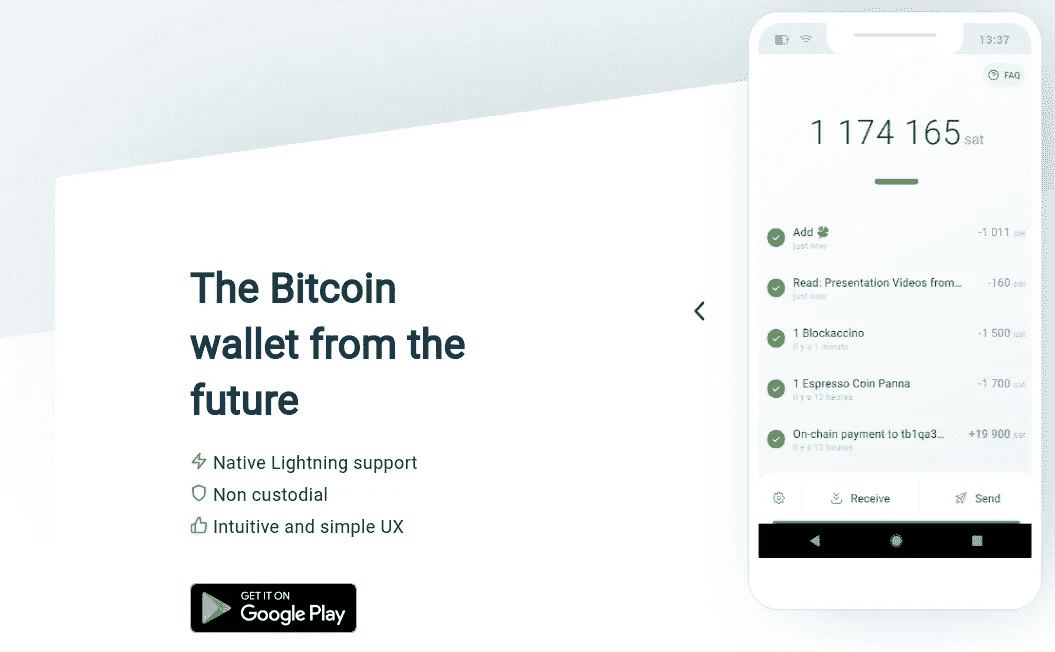 The Bitcoin
wallet from the
future
Native Lightning support
Non custodial
Intuitive and simple UX
GET IT ON
Google Play
13:37
FAQ
1 174 165 sat
Add 🍀 -1 011 sat
just now
Read: Presentation Videos from... -160 sat
just now
1 Blockaccino -1 500 sat
Il y a 1 minute
1 Espresso Coin Panna -1 700 sat
Il y a 13 heures
On-chain payment to tb1qa3... +19 900 sat
Il y a 13 heures
Receive
Send